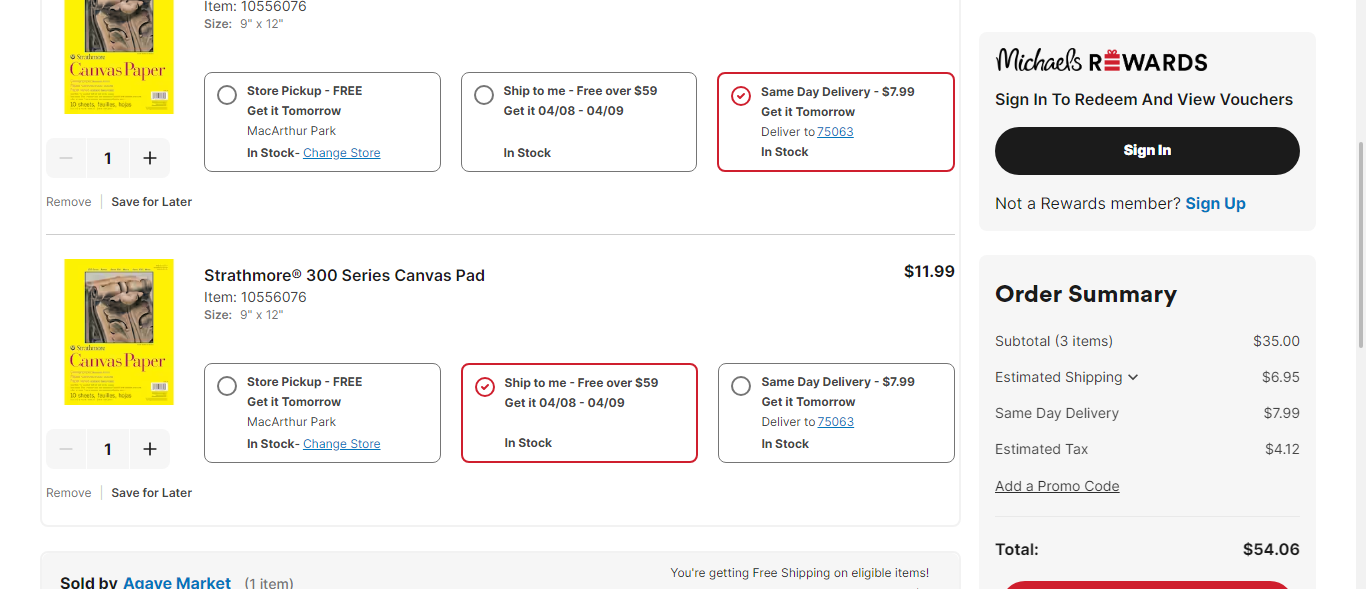 Item: 10556076
Size: 9" x 12"
Strathmore
Canvas Paper
10 sheets, feuilles, hojas
Store Pickup - FREE
Get it Tomorrow
MacArthur Park
In Stock- Change Store
Ship to me - Free over $59
Get it 04/08 - 04/09
In Stock
Same Day Delivery - $7.99
Get it Tomorrow
Deliver to 75063
In Stock
1
Remove
Save for Later
Strathmore® 300 Series Canvas Pad
$11.99
Item: 10556076
Size: 9" x 12"
Strathmore
Canvas Paper
10 sheets, feuilles, hojas
Store Pickup - FREE
Get it Tomorrow
MacArthur Park
In Stock- Change Store
Ship to me - Free over $59
Get it 04/08 - 04/09
In Stock
Same Day Delivery - $7.99
Get it Tomorrow
Deliver to 75063
In Stock
1
Remove
Save for Later
Sold by Agave Market (1 item)
You're getting Free Shipping on eligible items!
Michaels REWARDS
Sign In To Redeem And View Vouchers
Sign In
Not a Rewards member? Sign Up
Order Summary
Subtotal (3 items) $35.00
Estimated Shipping $6.95
Same Day Delivery $7.99
Estimated Tax $4.12
Add a Promo Code
Total: $54.06